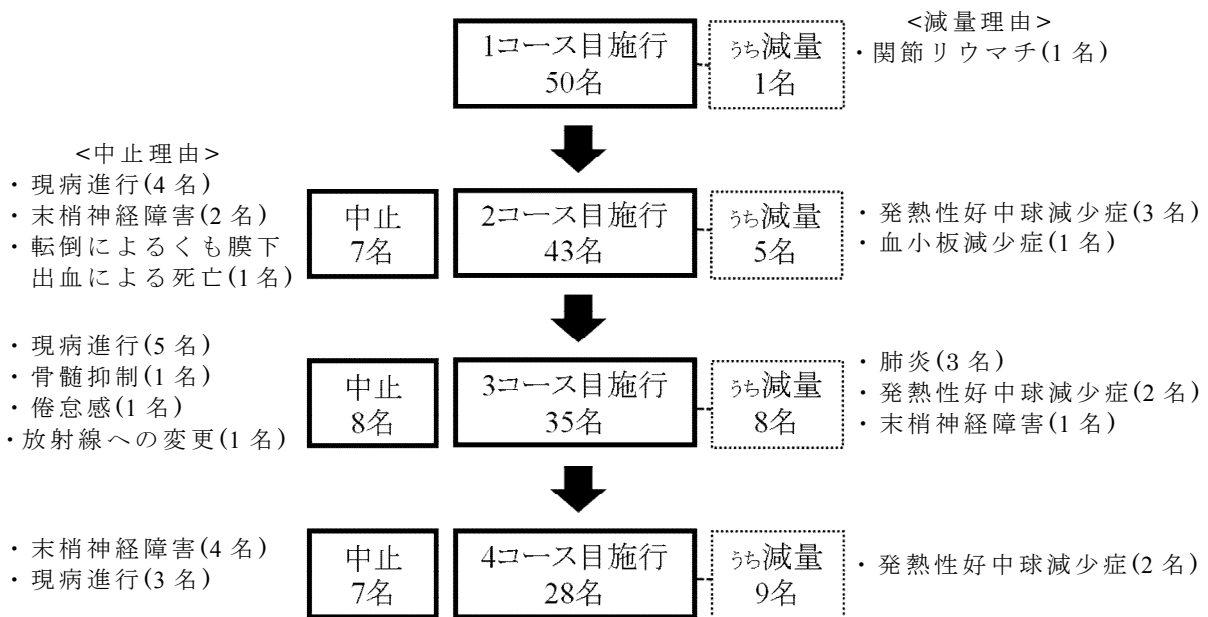 <減量理由>
1コース目施行
50名
うち減量
1名
・関節リウマチ(1名)
<中止理由>
・現病進行(4名)
・末梢神経障害(2名)
・転倒によるくも膜下
出血による死亡(1名)
中止
7名
2コース目施行
43名
うち減量
5名
・発熱性好中球減少症(3名)
・血小板減少症(1名)
・現病進行(5名)
・骨髄抑制(1名)
・倦怠感(1名)
・放射線への変更(1名)
中止
8名
3コース目施行
35名
うち減量
8名
・肺炎(3名)
・発熱性好中球減少症(2名)
・末梢神経障害(1名)
・末梢神経障害(4名)
・現病進行(3名)
中止
7名
4コース目施行
28名
うち減量
9名
・発熱性好中球減少症(2名)